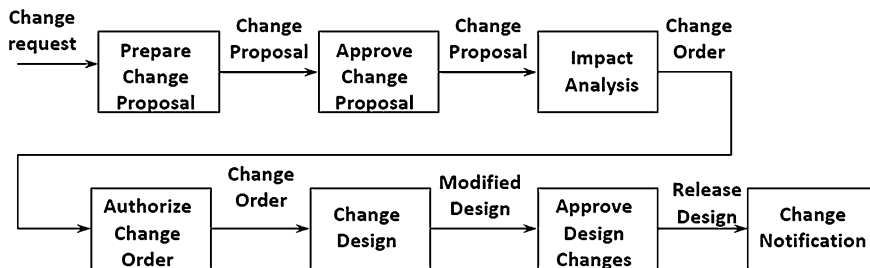 Change
request
Prepare
Change
Proposal
Change
Proposal
Approve
Change
Proposal
Change
Proposal
Impact
Analysis
Change
Order
Authorize
Change
Order
Change
Order
Change
Design
Modified
Design
Approve
Design
Changes
Release
Design
Change
Notification